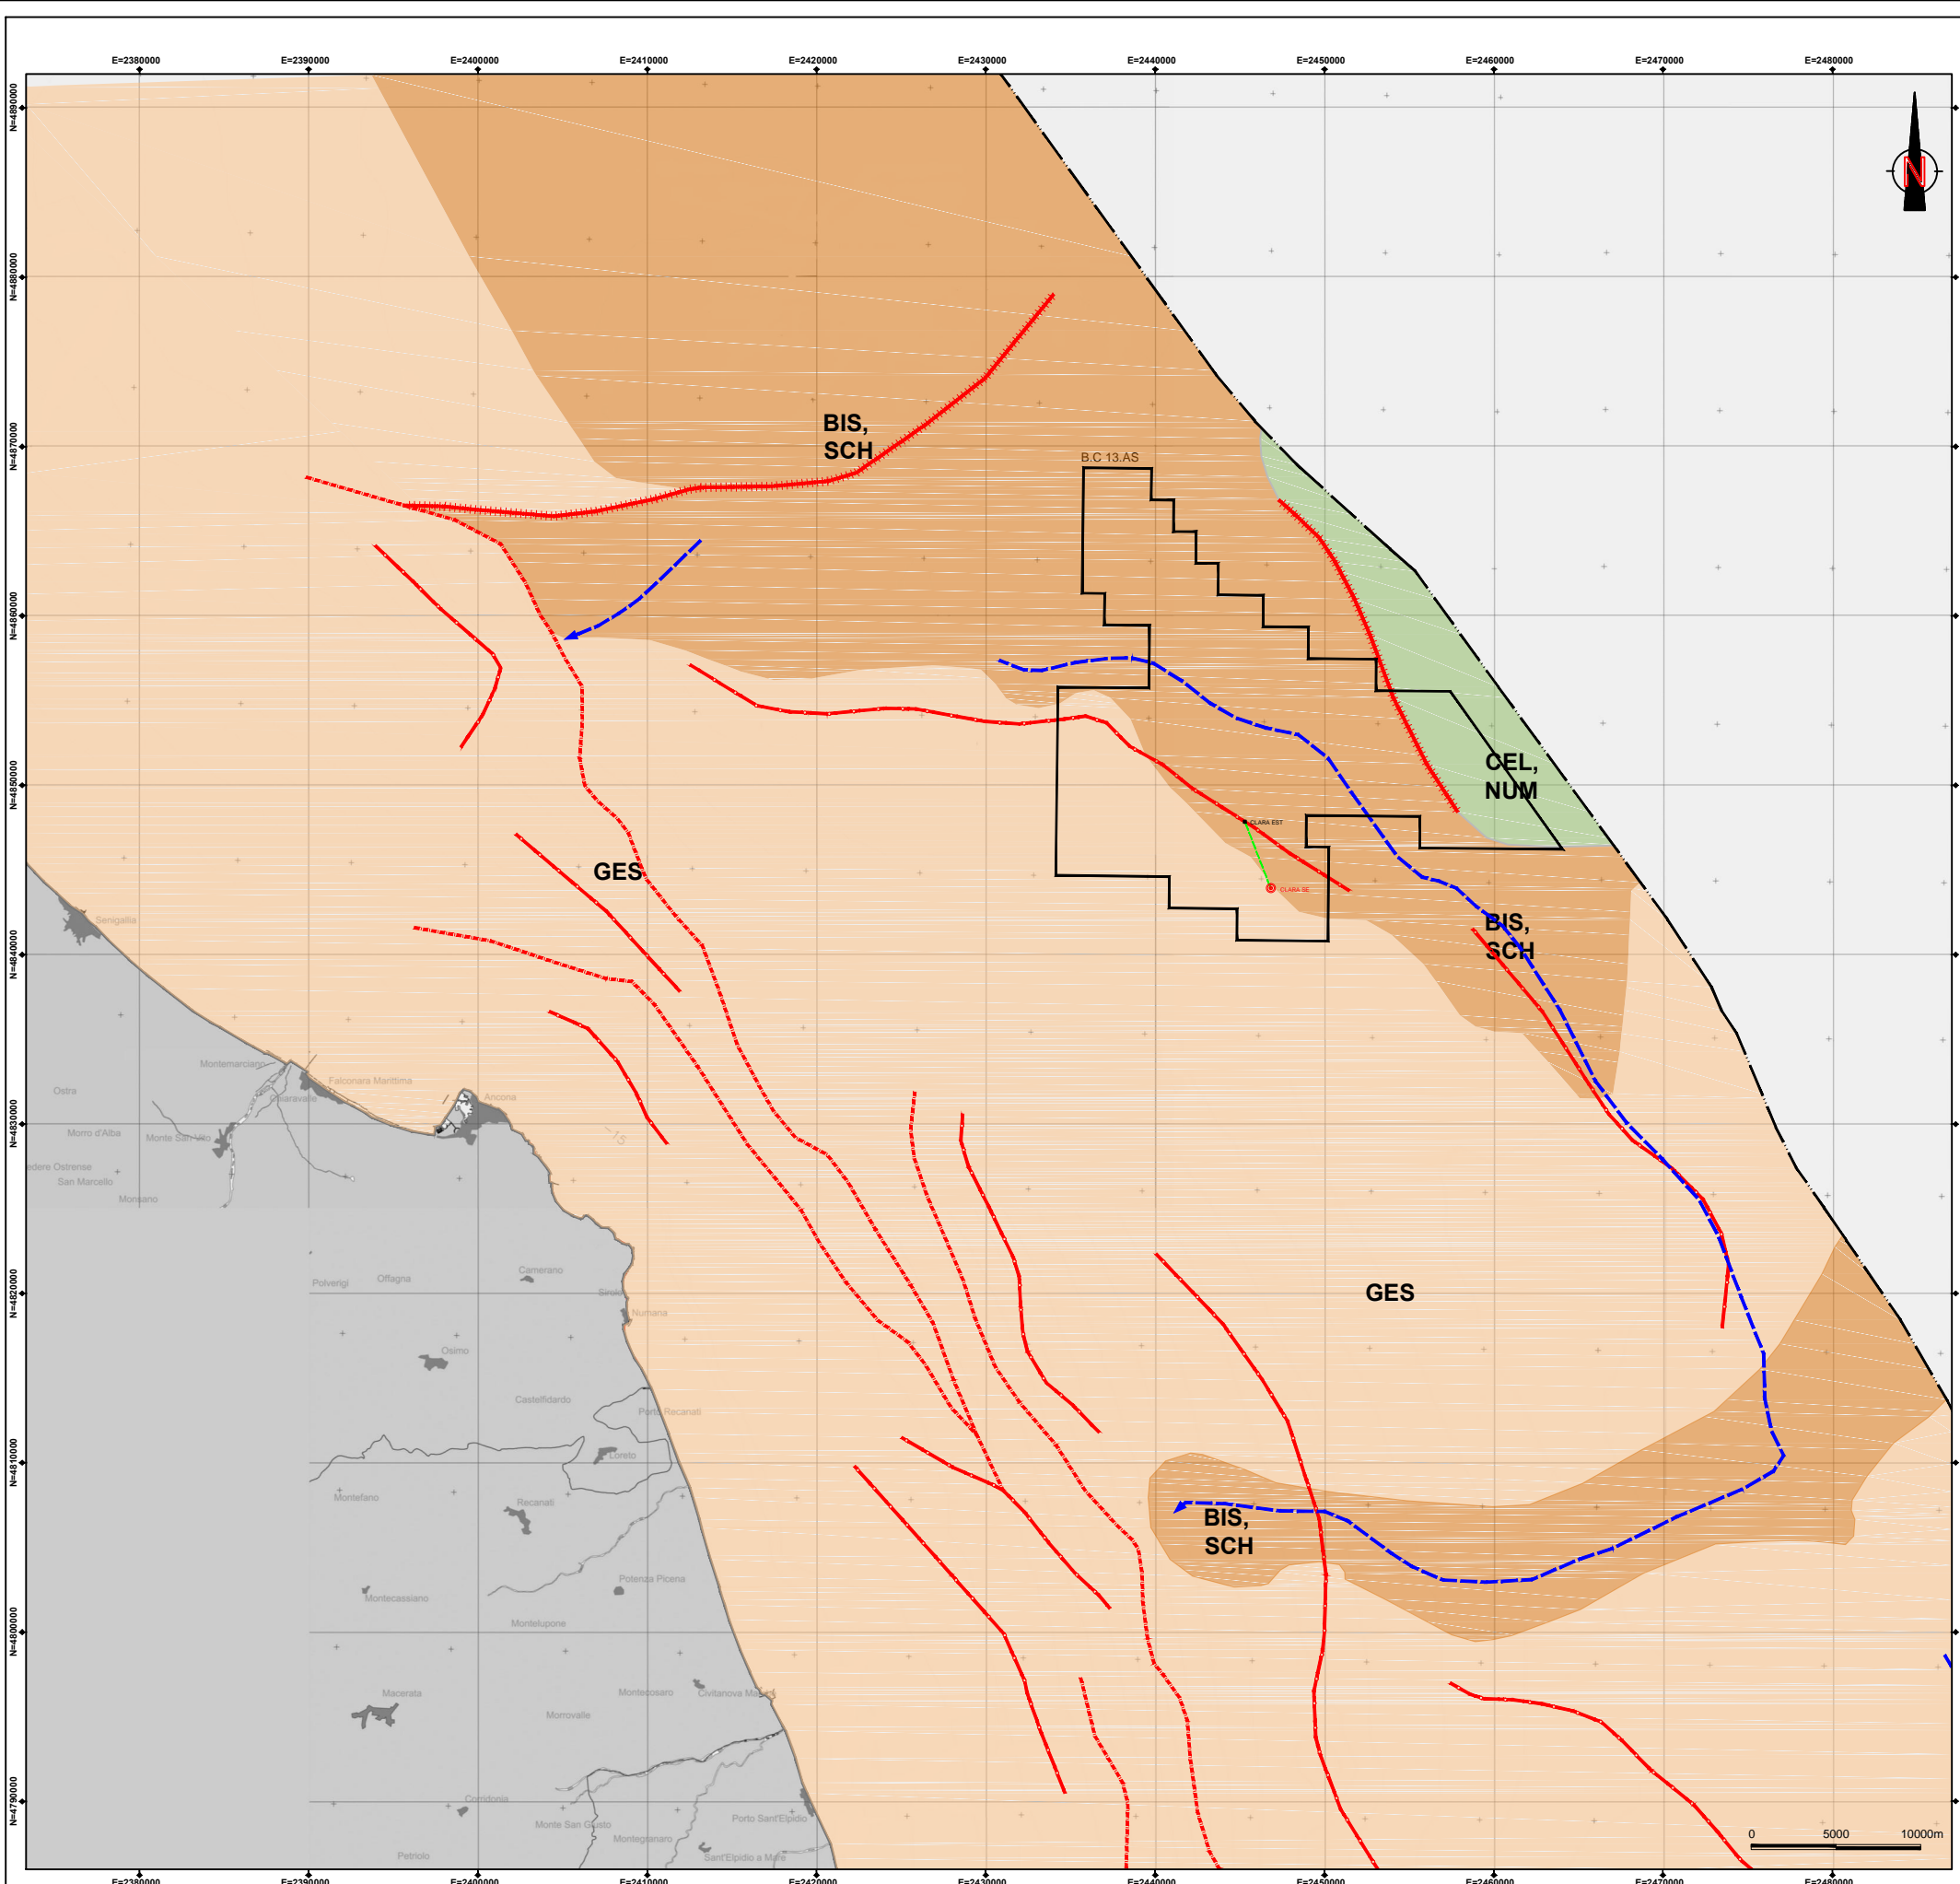 E=2380000
E=2390000
E=2400000
E=2410000
E=2420000
E=2430000
E=2440000
E=2450000
E=2460000
E=2470000
E=2480000
N=4890000
N
N=4880000
N=4870000
BIS,
SCH
B.C 13.AS
N=4860000
N=4850000
CEL,
NUM
CLARA EST
GES
CLARA SE
Senigallia
N=4840000
BIS,
SCH
Montemarciano
Falconara Marittima
Ostra
Chiaravalle
Ancona
N=4830000
Morro d'Alba
Monte San Vito
-15
edere Ostrense
San Marcello
Monsano
Camerano
Offagna
Polverigi
N=4820000
Sirolo
GES
Numana
Osimo
Castelfidardo
Porto Recanati
N=4810000
Loreto
Montefano
Recanati
BIS,
SCH
Potenza Picena
Montecassiano
Montelupone
N=4800000
Macerata
Montecosaro
Civitanova Ma
Morrovalle
N=4790000
Corridonia
Porto Sant'Elpidio
Monte San Giusto
Montegranaro
0 5000 10000m
Petriolo
Sant'Elpidio a Mare
E=2380000
E=2390000
E=2400000
E=2410000
E=2420000
E=2430000
E=2440000
E=2450000
E=2460000
E=2470000
E=2480000